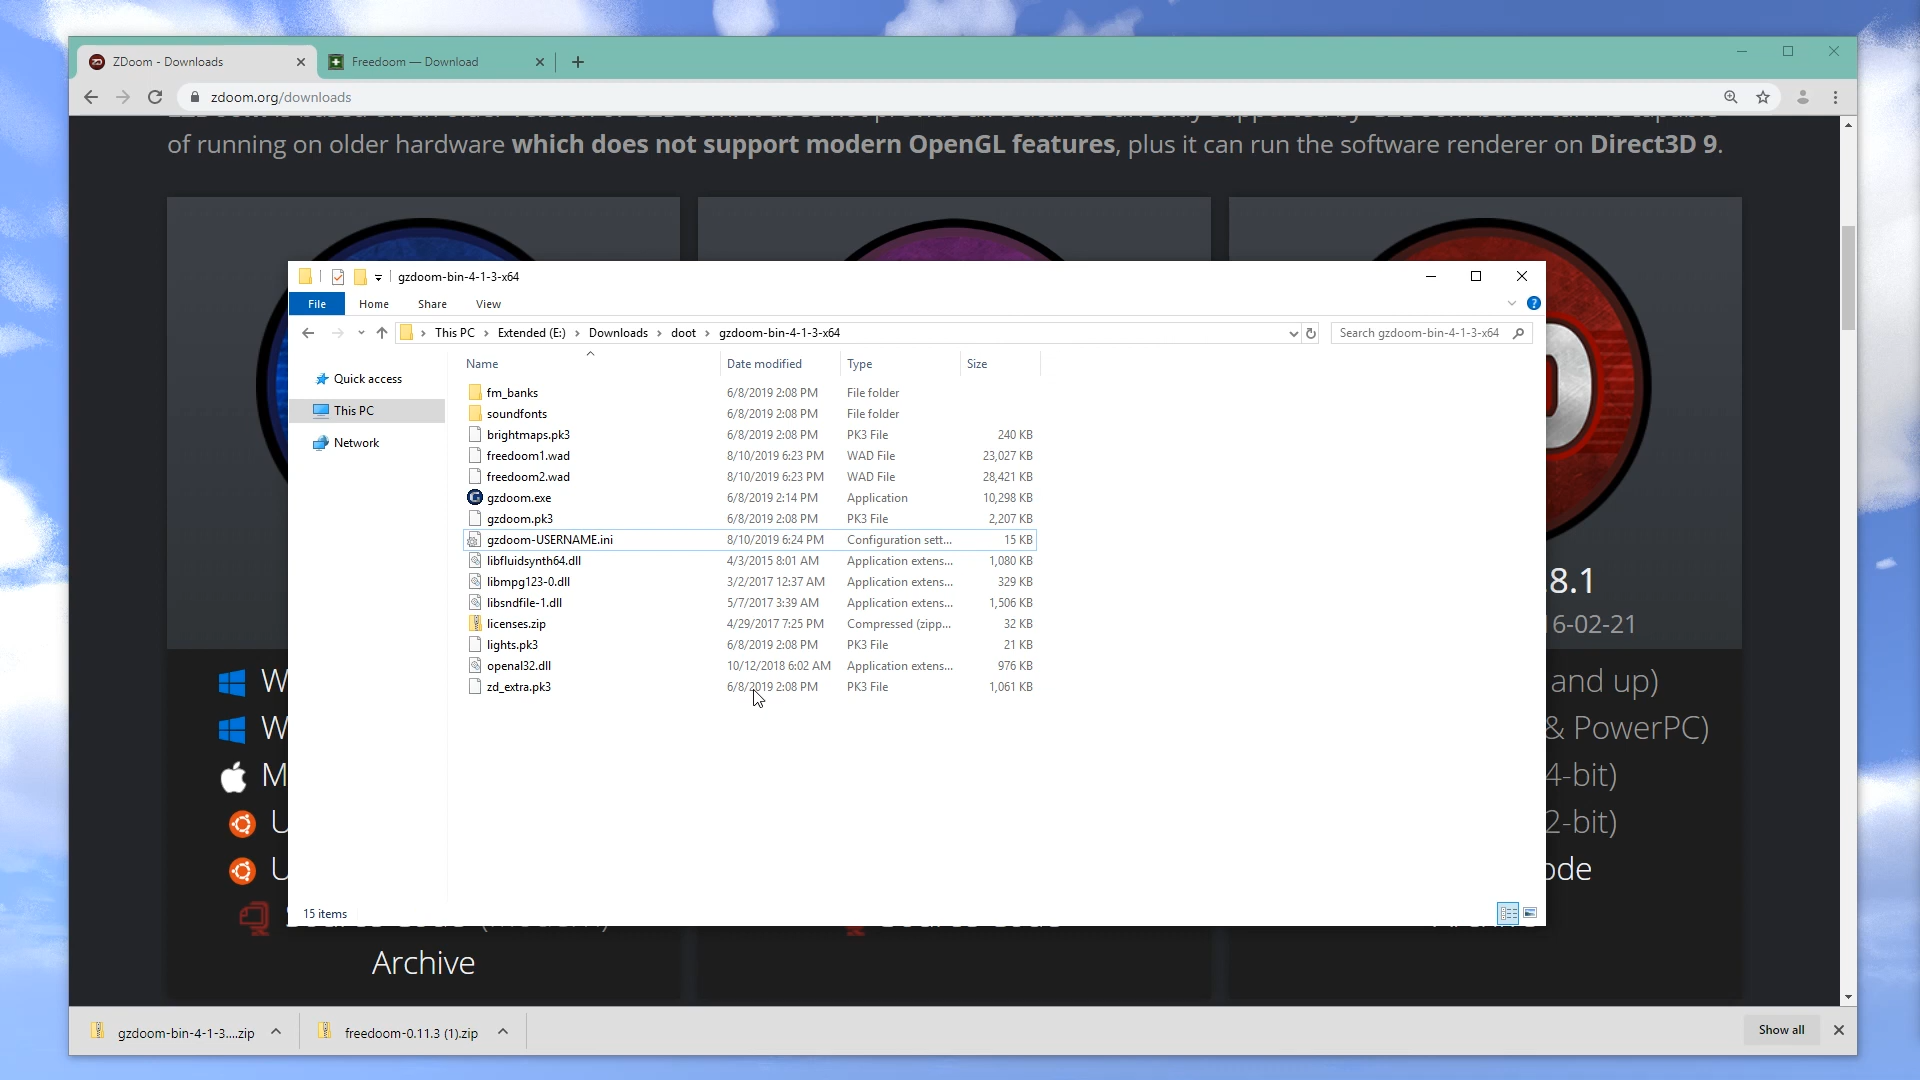 ZDoom - Downloads
Freedoom — Download
zdoom.org/downloads
of running on older hardware which does not support modern OpenGL features, plus it can run the software renderer on Direct3D 9.
gzdoom-bin-4-1-3-x64
File Home Share View
This PC Extended (E:) Downloads doot gzdoom-bin-4-1-3-x64
Search gzdoom-bin-4-1-3-x64
Quick access
This PC
Network
Name Date modified Type Size
fm_banks 6/8/2019 2:08 PM File folder
soundfonts 6/8/2019 2:08 PM File folder
brightmaps.pk3 6/8/2019 2:08 PM PK3 File 240 KB
freedoom1.wad 8/10/2019 6:23 PM WAD File 23,027 KB
freedoom2.wad 8/10/2019 6:23 PM WAD File 28,421 KB
gzdoom.exe 6/8/2019 2:14 PM Application 10,298 KB
gzdoom.pk3 6/8/2019 2:08 PM PK3 File 2,207 KB
gzdoom-USERNAME.ini 8/10/2019 6:24 PM Configuration sett... 15 KB
libfluidsynth64.dll 4/3/2015 8:01 AM Application extens... 1,080 KB
libmpg123-0.dll 3/2/2017 12:37 AM Application extens... 329 KB
libsndfile-1.dll 5/7/2017 3:39 AM Application extens... 1,506 KB
licenses.zip 4/29/2017 7:25 PM Compressed (zipp... 32 KB
lights.pk3 6/8/2019 2:08 PM PK3 File 21 KB
openal32.dll 10/12/2018 6:02 AM Application extens... 976 KB
zd_extra.pk3 6/8/2019 2:08 PM PK3 File 1,061 KB
15 items
8.1
16-02-21
W
and up)
W
& PowerPC)
M
4-bit)
U
2-bit)
U
ode
Archive
gzdoom-bin-4-1-3....zip
freedoom-0.11.3 (1).zip
Show all